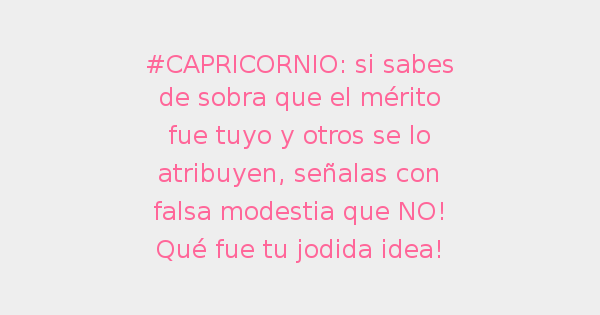 #CAPRICORNIO: si sabes
de sobra que el mérito
fue tuyo y otros se lo
atribuyen, señalas con
falsa modestia que NO!
Qué fue tu jodida idea!